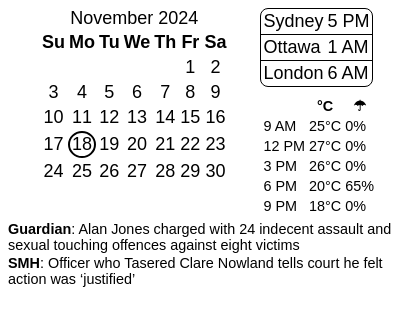 November 2024
Su Mo Tu We Th Fr Sa
1 2
3 4 5 6 7 8 9
10 11 12 13 14 15 16
17 18 19 20 21 22 23
24 25 26 27 28 29 30
Sydney 5 PM
Ottawa 1 AM
London 6 AM
°C ☂
9 AM 25°C 0%
12 PM 27°C 0%
3 PM 26°C 0%
6 PM 20°C 65%
9 PM 18°C 0%
Guardian: Alan Jones charged with 24 indecent assault and
sexual touching offences against eight victims
SMH: Officer who Tasered Clare Nowland tells court he felt
action was ‘justified’